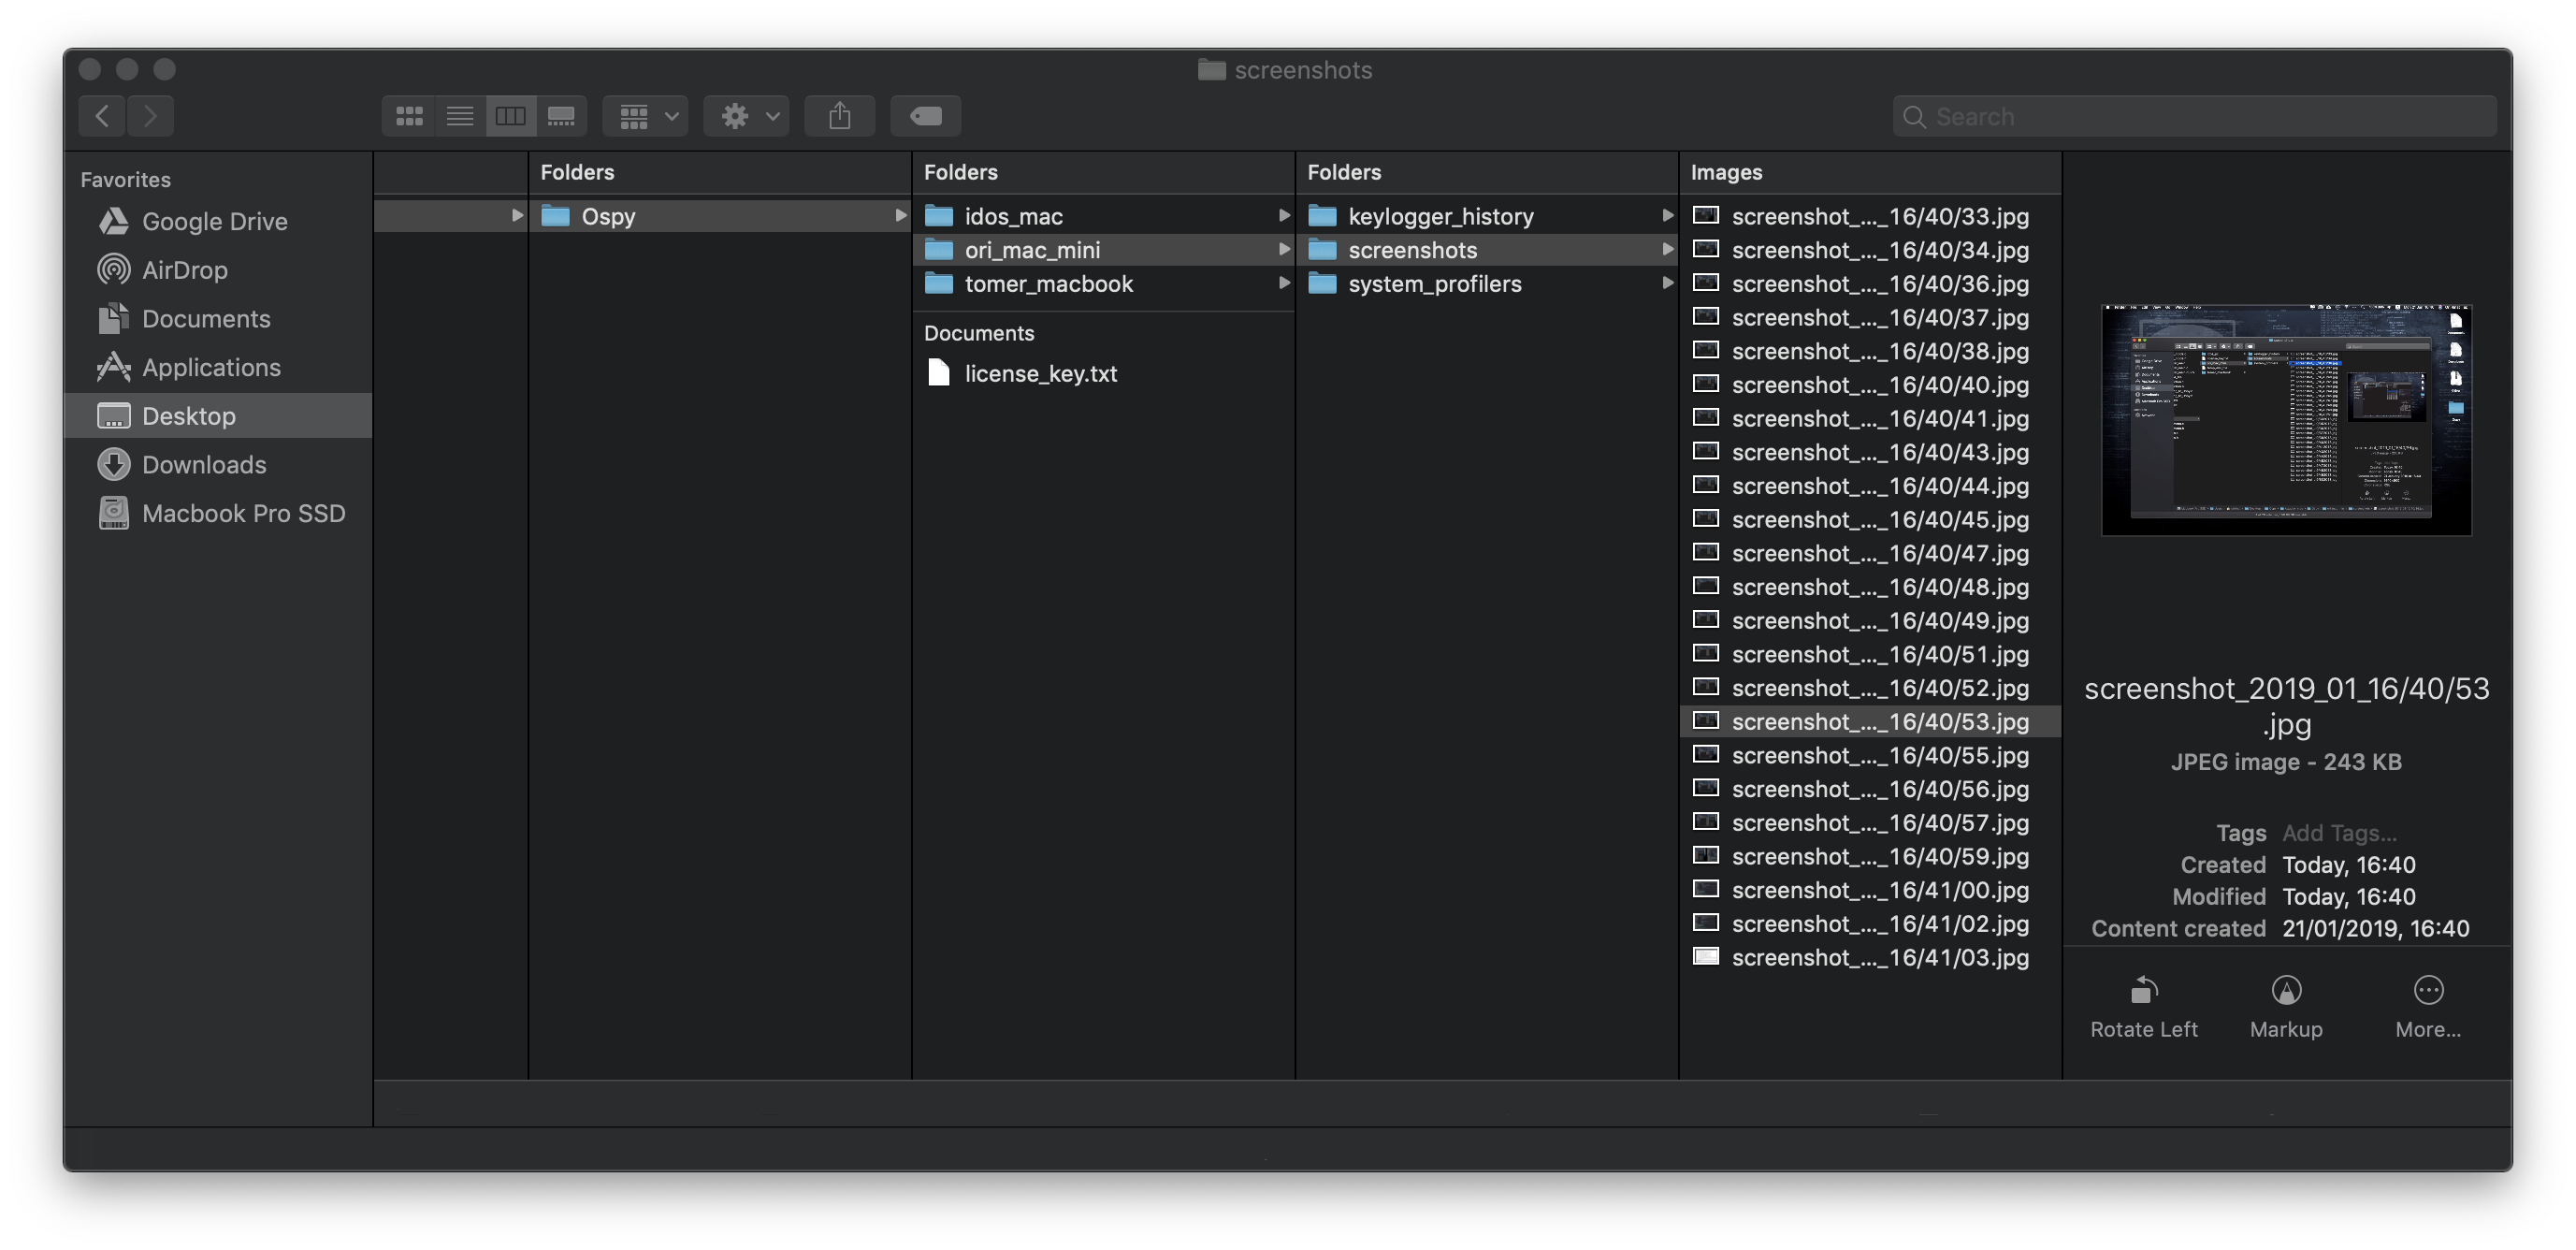 screenshots
Search
Favorites
Google Drive
AirDrop
Documents
Applications
Desktop
Downloads
Macbook Pro SSD
Folders
Ospy
Folders
idos_mac
ori_mac_mini
tomer_macbook
Documents
license_key.txt
Folders
keylogger_history
screenshots
system_profilers
Images
screenshot_..._16/40/33.jpg
screenshot_..._16/40/34.jpg
screenshot_..._16/40/36.jpg
screenshot_..._16/40/37.jpg
screenshot_..._16/40/38.jpg
screenshot_..._16/40/40.jpg
screenshot_..._16/40/41.jpg
screenshot_..._16/40/43.jpg
screenshot_..._16/40/44.jpg
screenshot_..._16/40/45.jpg
screenshot_..._16/40/47.jpg
screenshot_..._16/40/48.jpg
screenshot_..._16/40/49.jpg
screenshot_..._16/40/51.jpg
screenshot_..._16/40/52.jpg
screenshot_..._16/40/53.jpg
screenshot_..._16/40/55.jpg
screenshot_..._16/40/56.jpg
screenshot_..._16/40/57.jpg
screenshot_..._16/40/59.jpg
screenshot_..._16/41/00.jpg
screenshot_..._16/41/02.jpg
screenshot_..._16/41/03.jpg
screenshot_2019_01_16/40/53
.jpg
JPEG image - 243 KB
Tags Add Tags...
Created Today, 16:40
Modified Today, 16:40
Content created 21/01/2019, 16:40
Rotate Left
Markup
More...